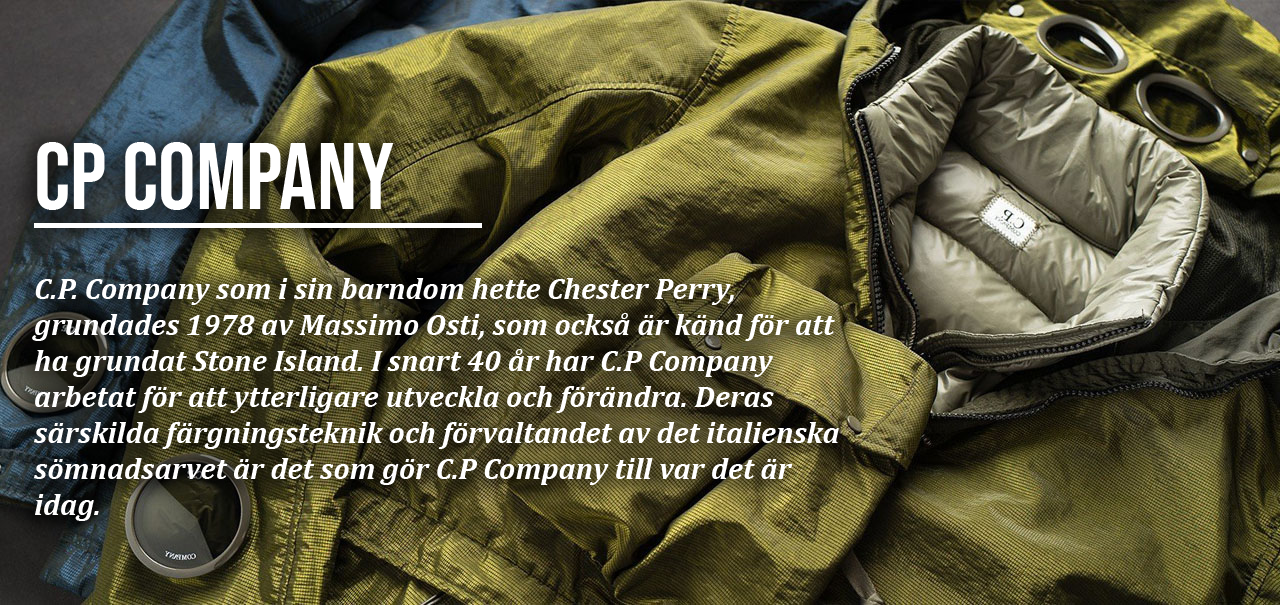 CP COMPANY
C.P. Company som i sin barndom hette Chester Perry,
grundades 1978 av Massimo Osti, som också är känd för att
ha grundat Stone Island. I snart 40 år har C.P Company
arbetat för att ytterligare utveckla och förändra. Deras
särskilda färgningsteknik och förvaltandet av det italienska
sömnadsarvet är det som gör C.P Company till var det är
idag.
C.P.
COMPANY
COMPANY